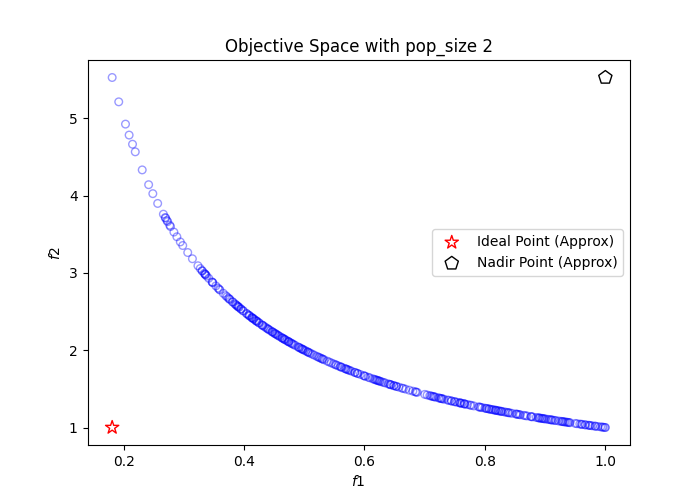 Objective Space with pop_size 2
f2
5
4
3
2
1
Ideal Point (Approx)
Nadir Point (Approx)
0.2 0.4 0.6 0.8 1.0
f1